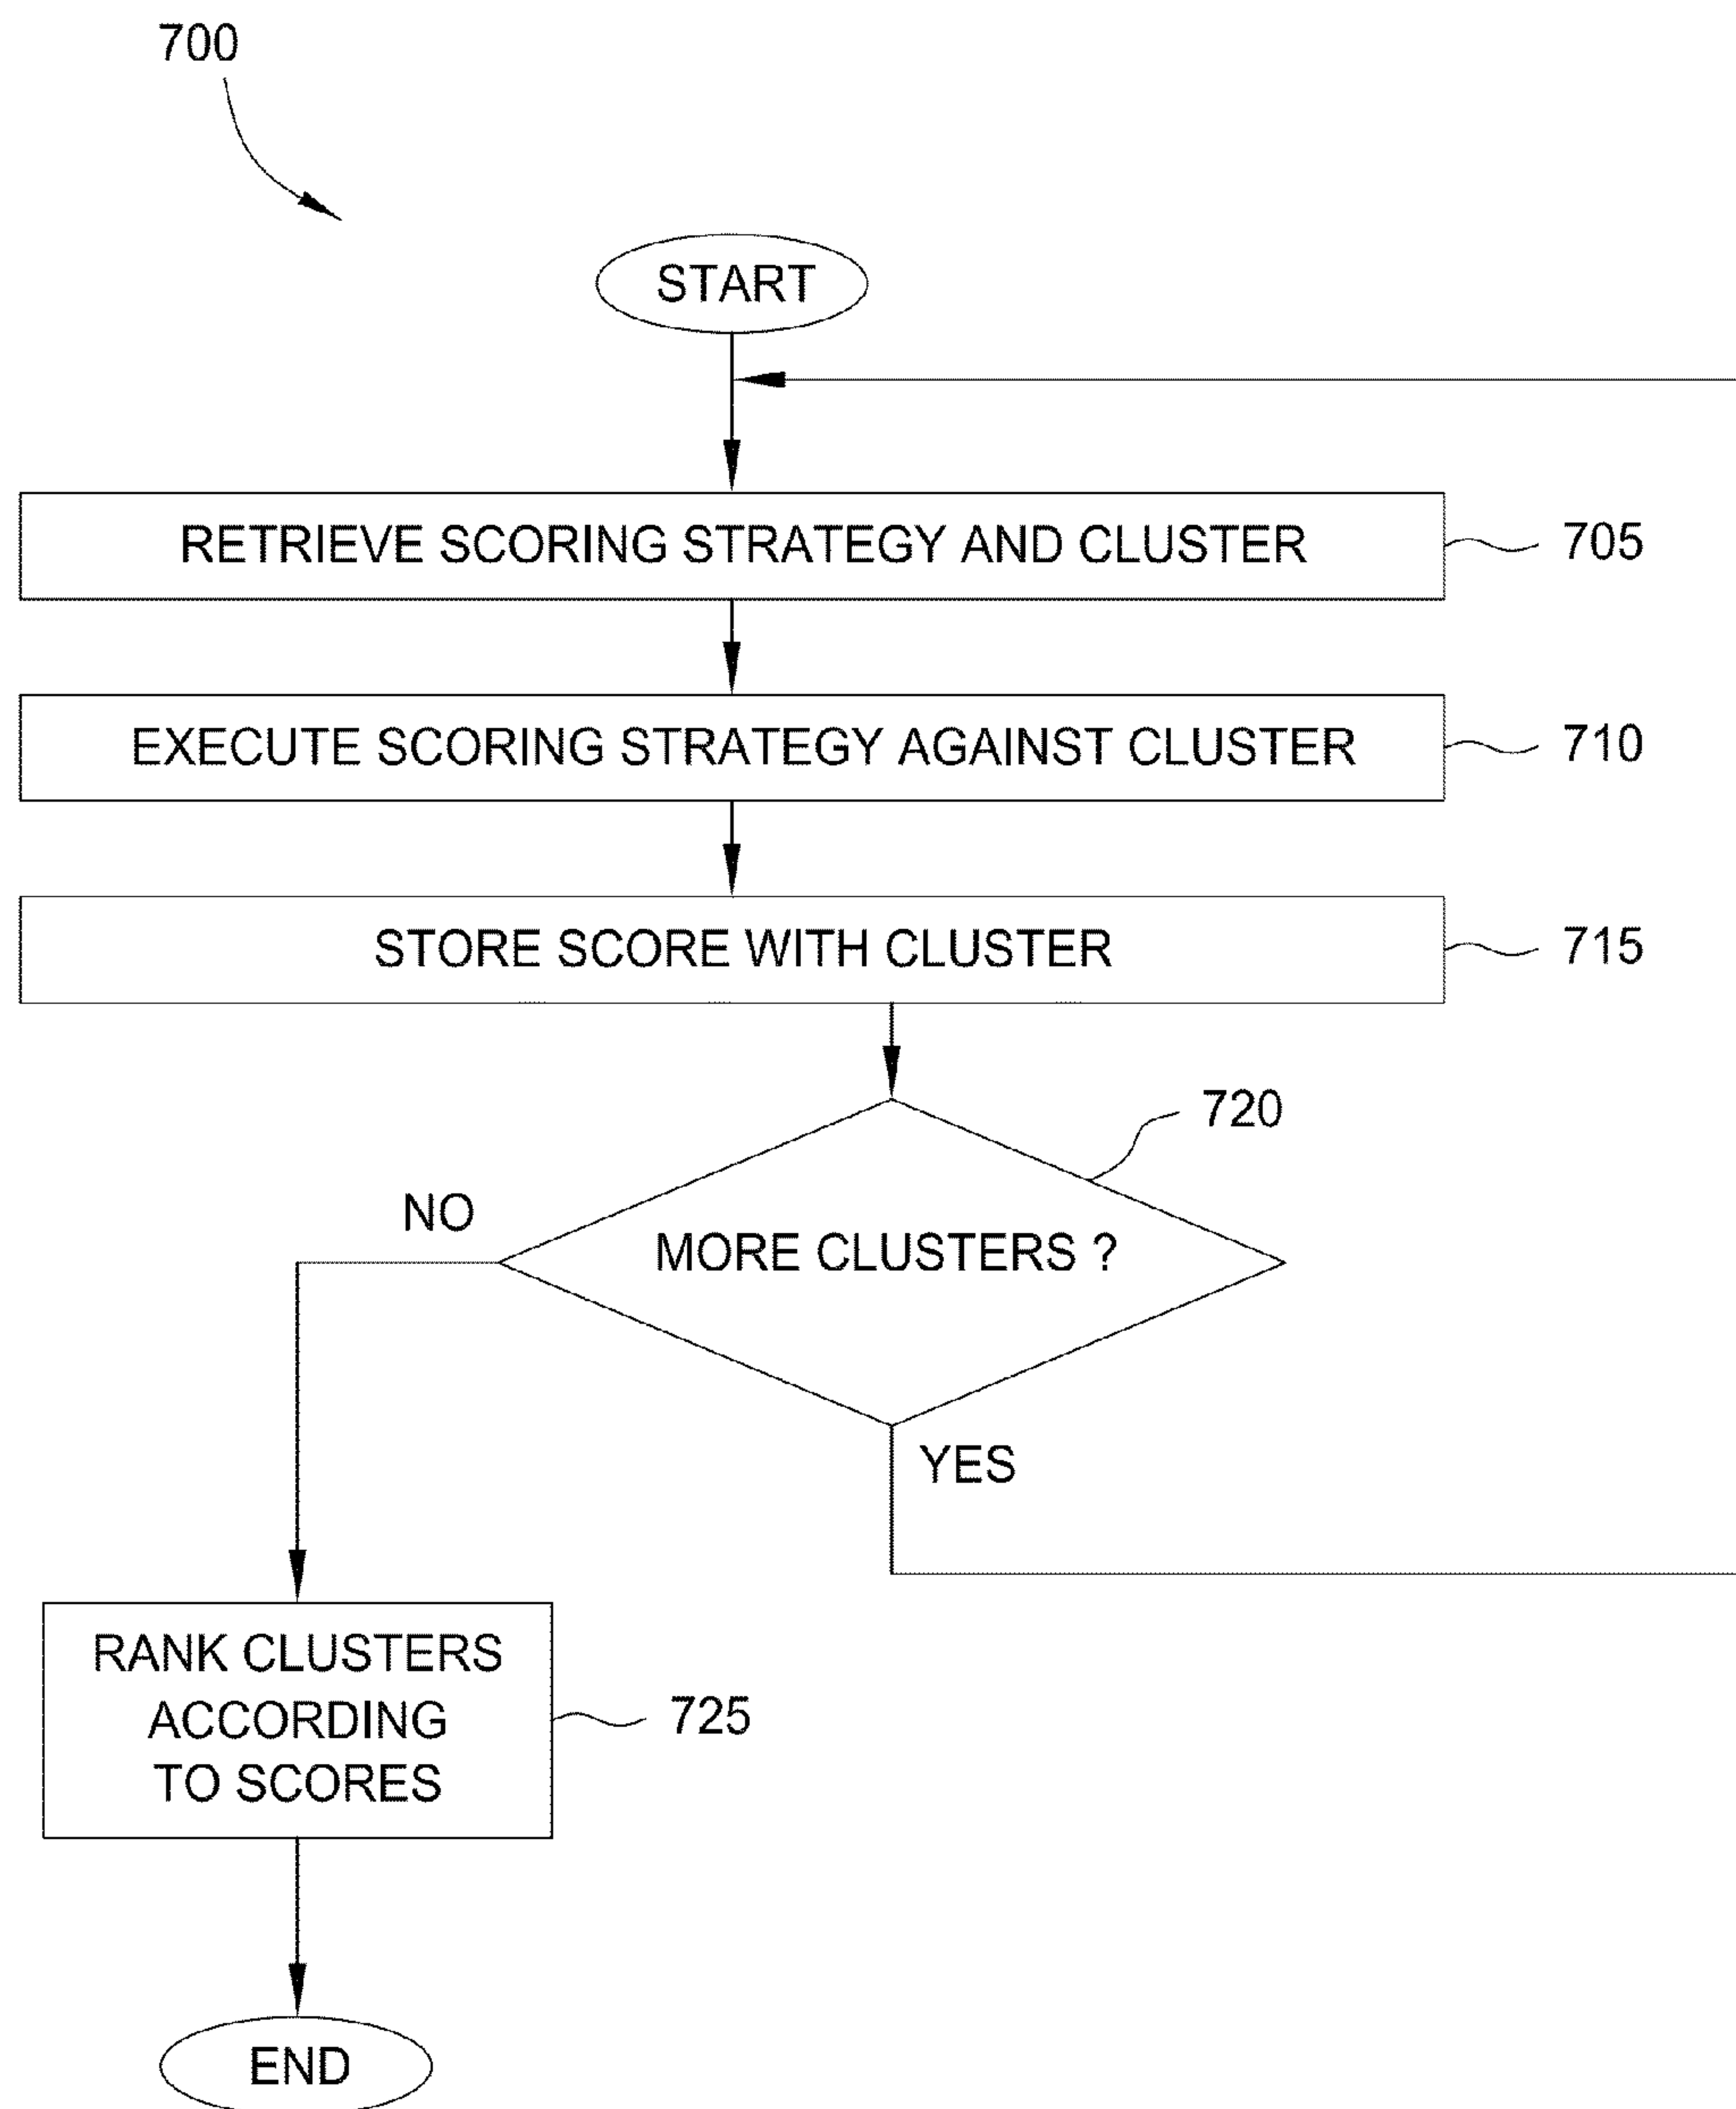 700
START
RETRIEVE SCORING STRATEGY AND CLUSTER
705
EXECUTE SCORING STRATEGY AGAINST CLUSTER
710
STORE SCORE WITH CLUSTER
715
720
NO
MORE CLUSTERS ?
YES
RANK CLUSTERS
ACCORDING
TO SCORES
725
END